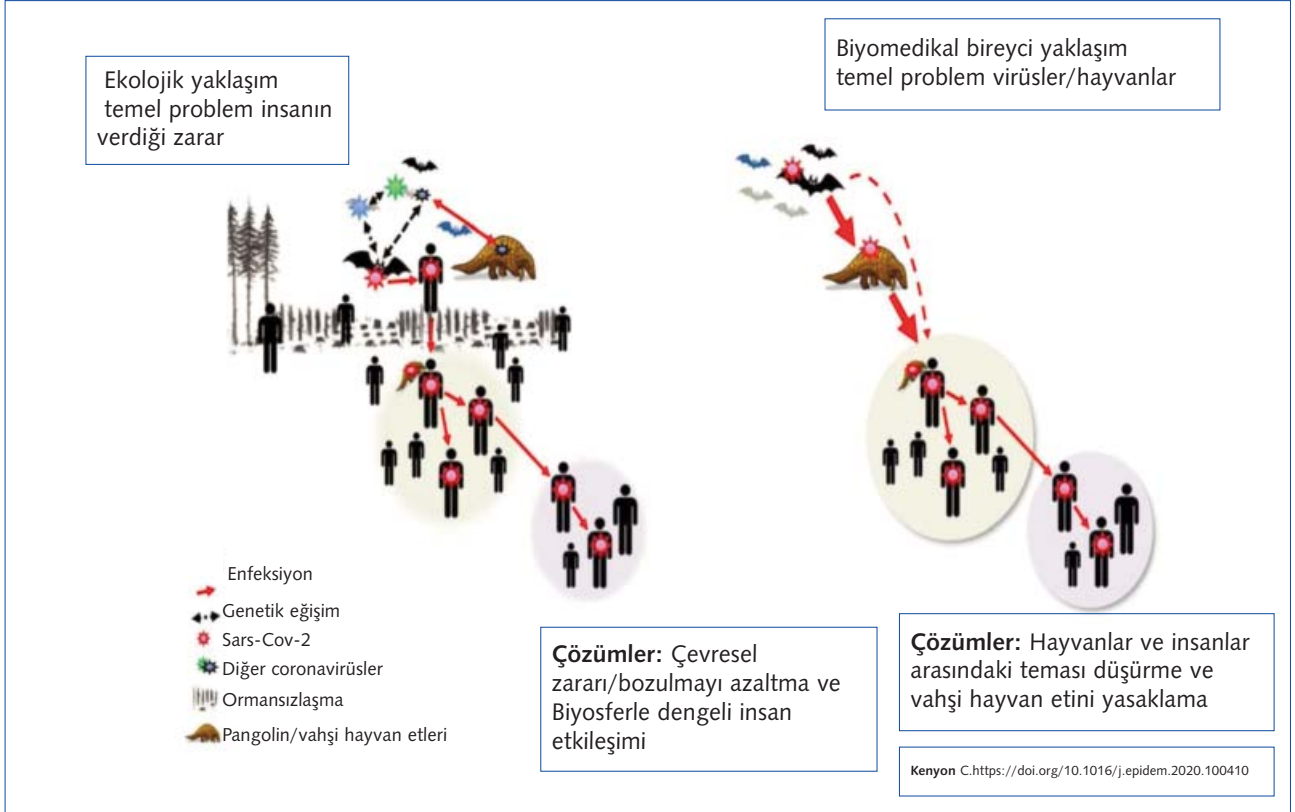 Ekolojik yaklaşım
temel problem insanın
verdiği zarar
Biyomedikal bireyci yaklaşım
temel problem virüsler/hayvanlar
Enfeksiyon
Genetik eğişim
Sars-Cov-2
Diğer coronavirüsler
Ormansızlaşma
Pangolin/vahşi hayvan etleri
Çözümler: Çevresel
zararı/bozulmayı azaltma ve
Biyosferle dengeli insan
etkileşimi
Çözümler: Hayvanlar ve insanlar
arasındaki teması düşürme ve
vahşi hayvan etini yasaklama
Kenyon C.https://doi.org/10.1016/j.epidem.2020.100410